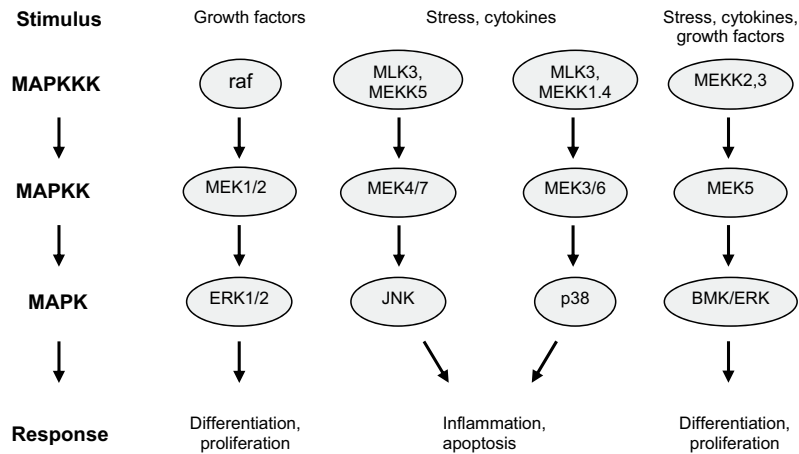 Stimulus
Growth factors
Stress, cytokines
Stress, cytokines,
growth factors
MAPKKK
raf
MLK3,
MEKK5
MLK3,
MEKK1.4
MEKK2,3
MAPKK
MEK1/2
MEK4/7
MEK3/6
MEK5
MAPK
ERK1/2
JNK
p38
BMK/ERK
Response
Differentiation,
proliferation
Inflammation,
apoptosis
Differentiation,
proliferation